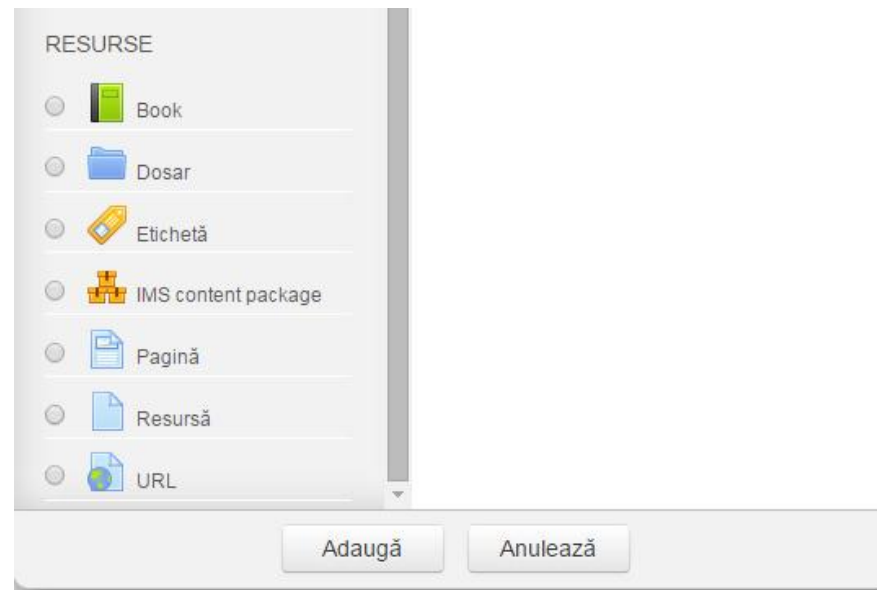 RESURSE
Book
Dosar
Etichetă
IMS content package
Pagină
Resursă
URL
Adaugă
Anulează